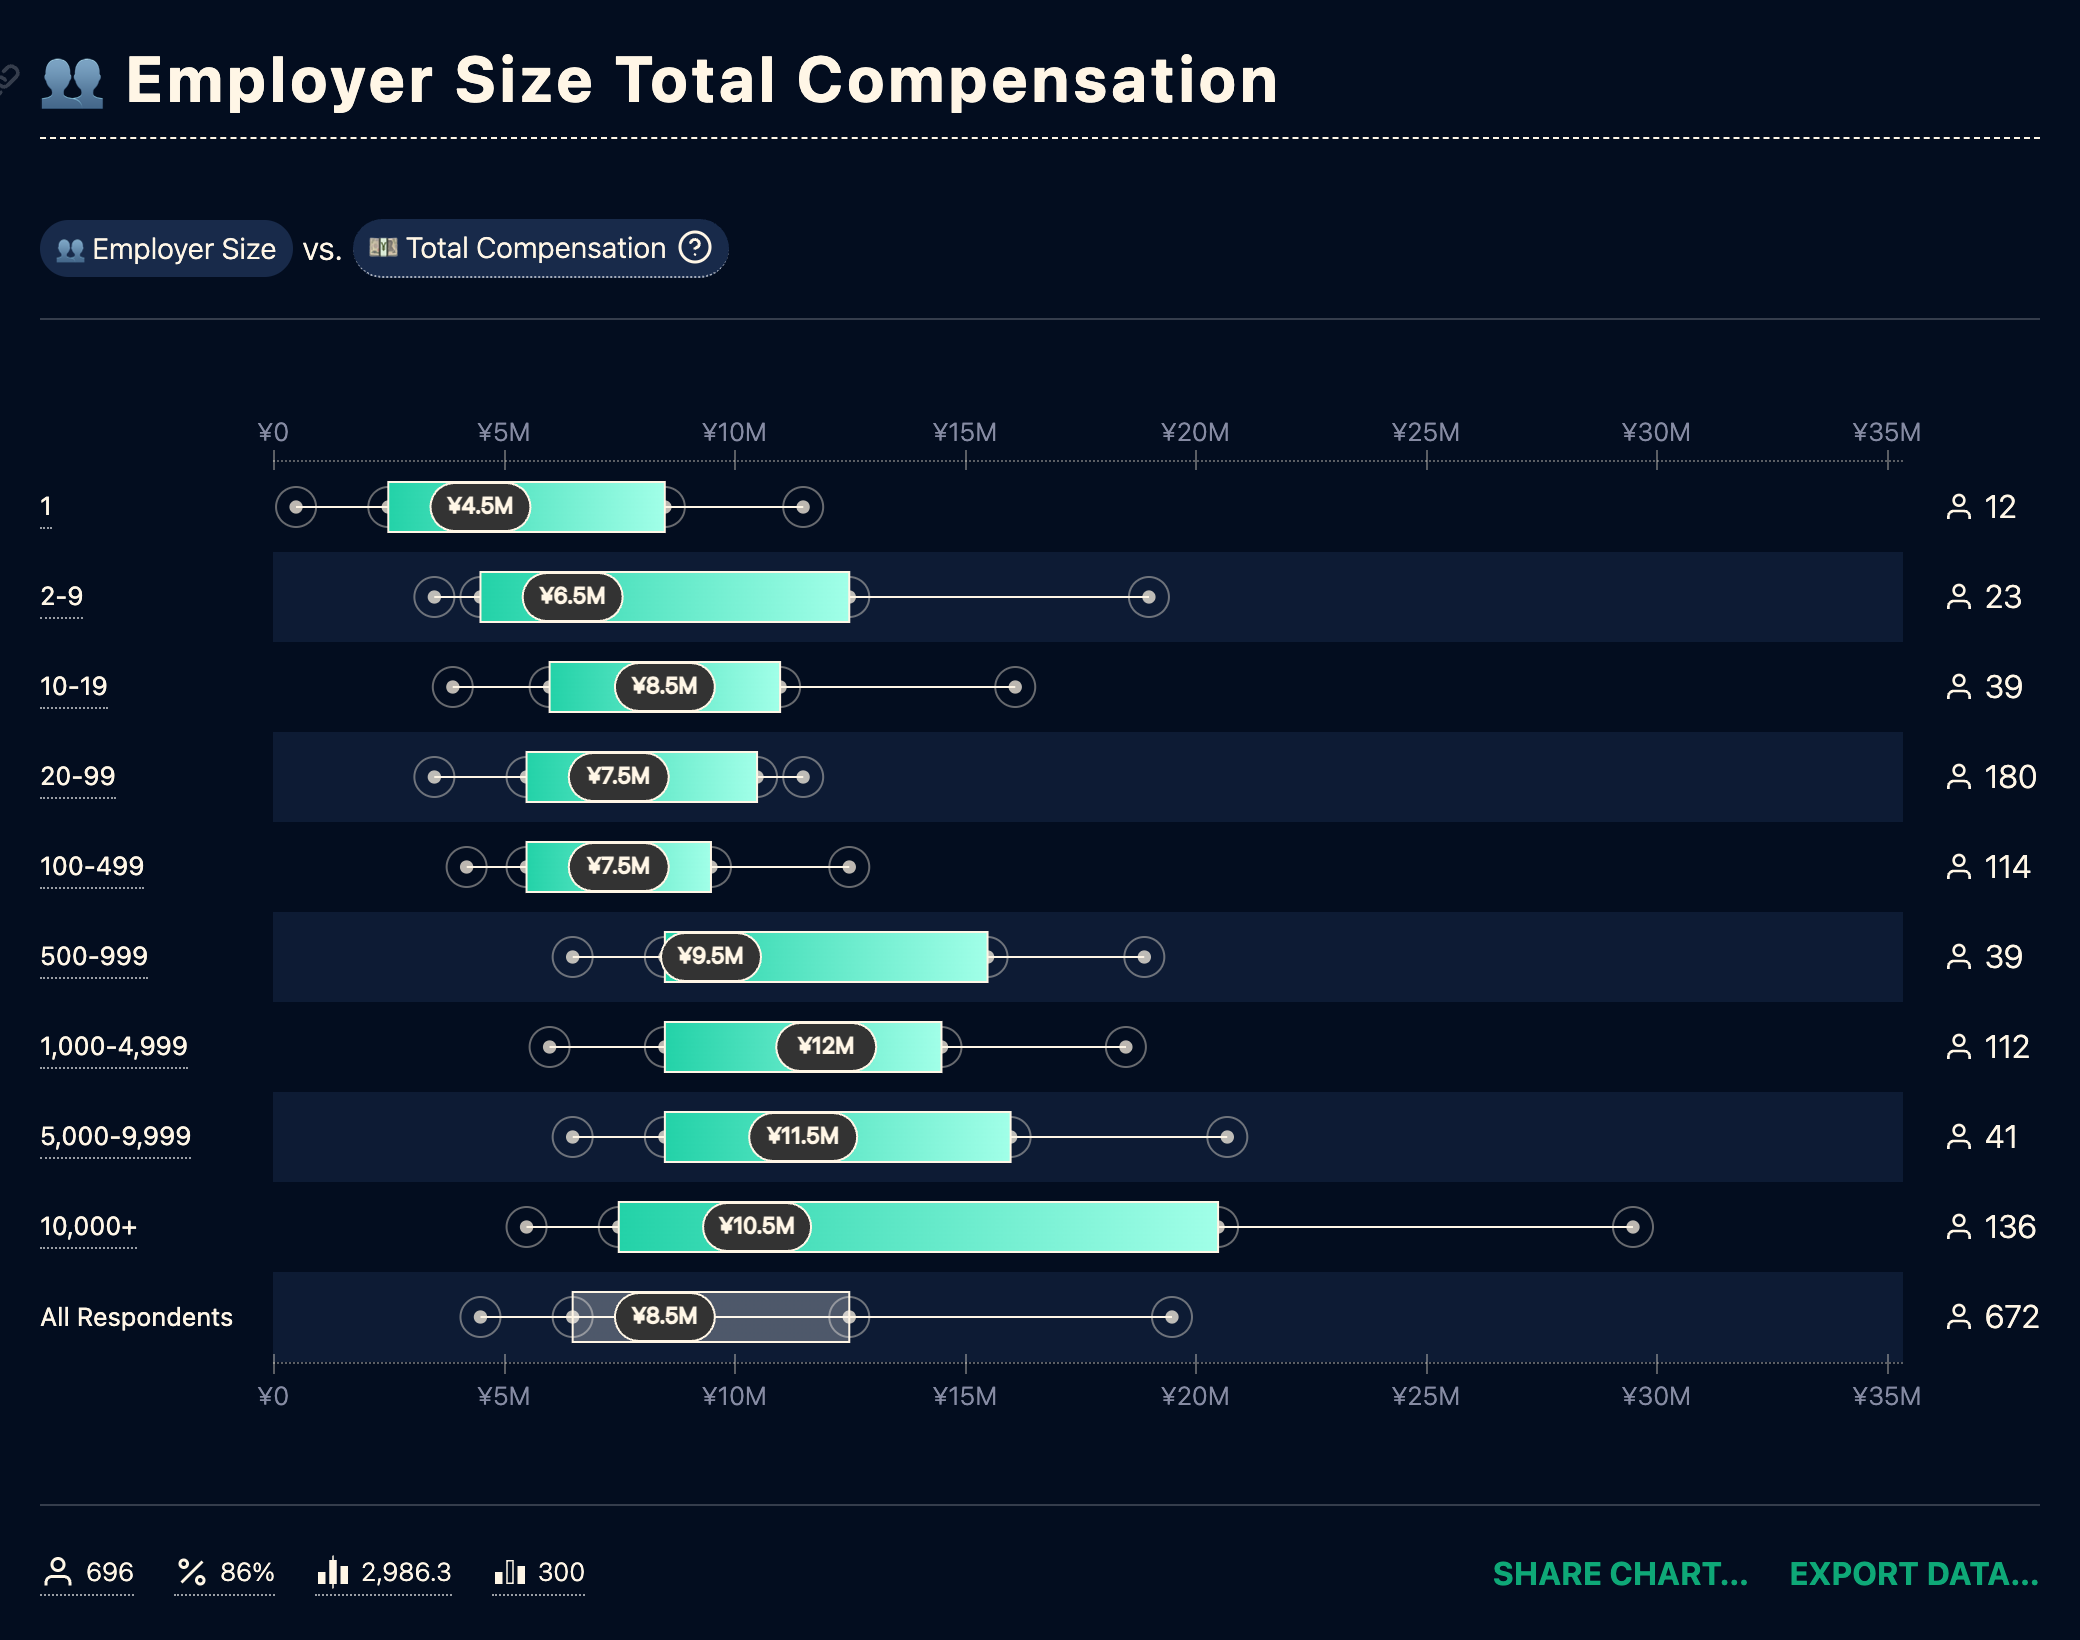 Employer Size Total Compensation
Employer Size vs. Total Compensation ?
¥0 ¥5M ¥10M ¥15M ¥20M ¥25M ¥30M ¥35M
1 ¥4.5M 12
2-9 ¥6.5M 23
10-19 ¥8.5M 39
20-99 ¥7.5M 180
100-499 ¥7.5M 114
500-999 ¥9.5M 39
1,000-4,999 ¥12M 112
5,000-9,999 ¥11.5M 41
10,000+ ¥10.5M 136
All Respondents ¥8.5M 672
¥0 ¥5M ¥10M ¥15M ¥20M ¥25M ¥30M ¥35M
696 % 86% 2,986.3 300 SHARE CHART... EXPORT DATA...